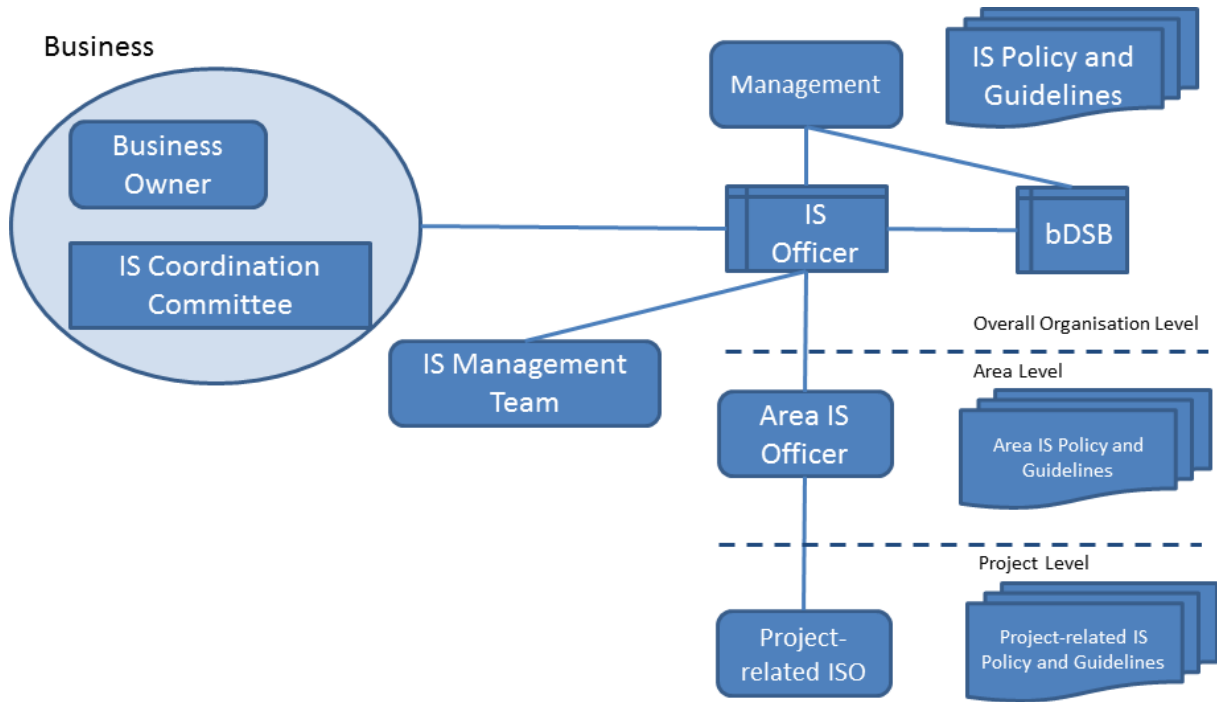 Business
Management
IS Policy and
Guidelines
Business
Owner
IS
Officer
bDSB
IS Coordination
Committee
Overall Organisation Level
IS Management
Team
Area Level
Area IS
Officer
Area IS Policy and
Guidelines
Project Level
Project-
related ISO
Project-related IS
Policy and Guidelines